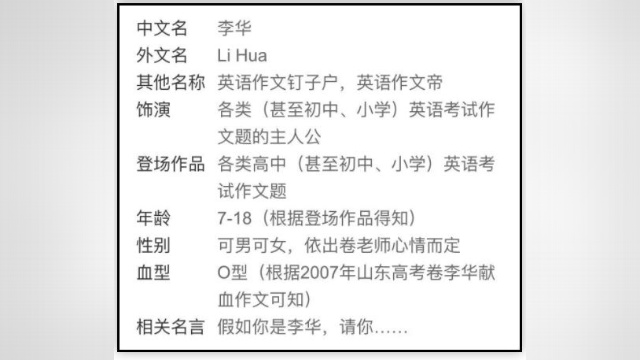 中文名 李华
外文名 Li Hua
其他名称 英语作文钉子户，英语作文帝
饰演 各类（甚至初中、小学）英语考试作
文题的主人公
登场作品 各类高中（甚至初中、小学）英语考
试作文题
年龄 7-18（根据登场作品得知）
性别 可男可女，依出卷老师心情而定
血型 O型（根据2007年山东高考卷李华献
血作文可知）
相关名言 假如你是李华，请你……